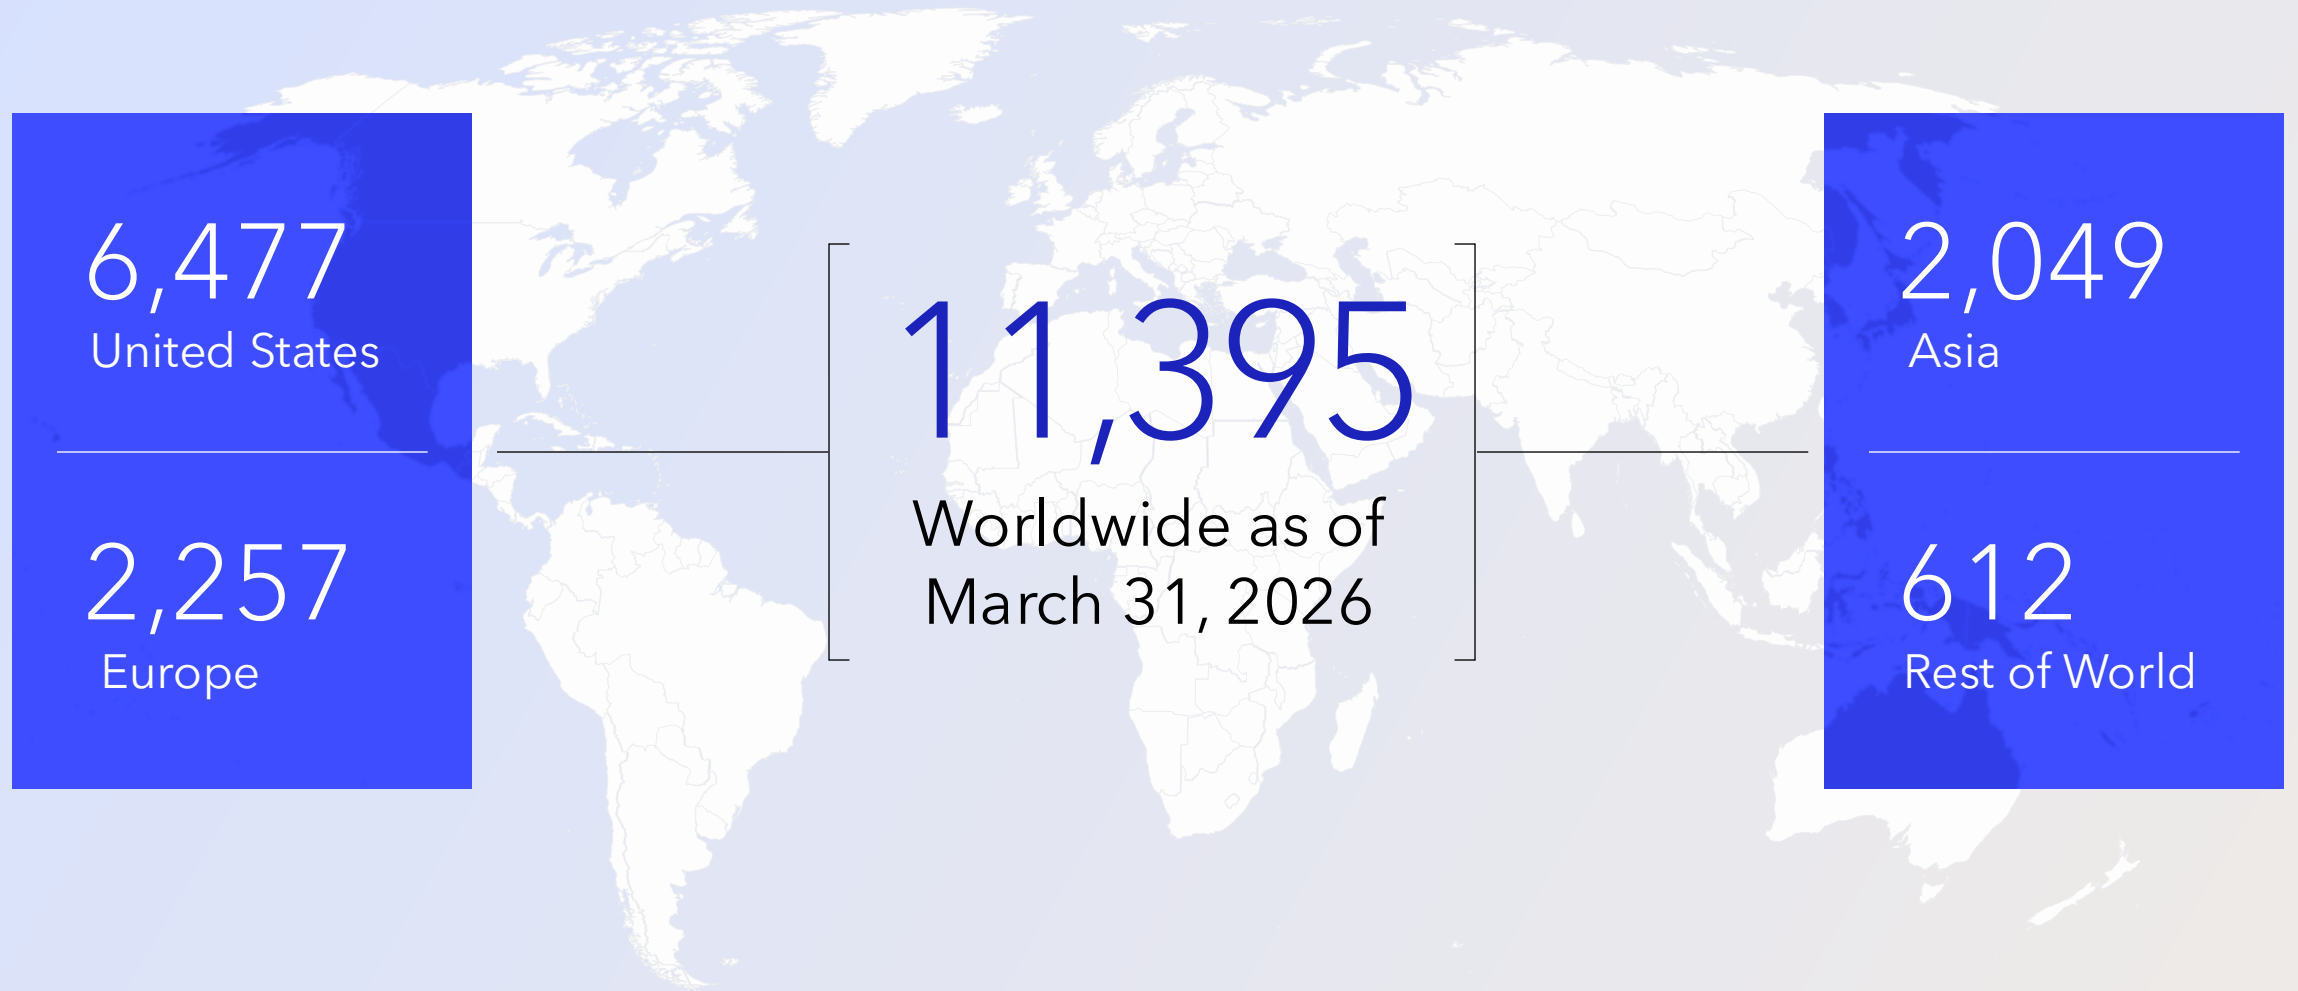 6,477
United States
2,257
Europe
11,395
Worldwide as of
March 31, 2026
2,049
Asia
612
Rest of World